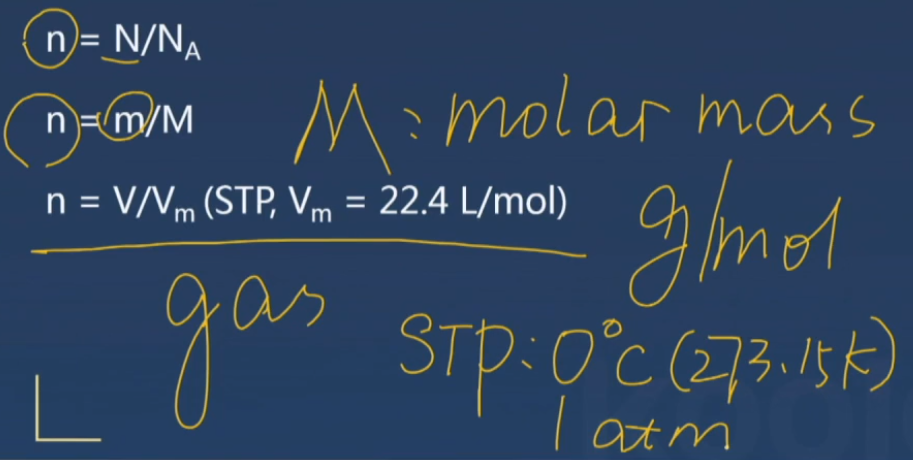 n = N/N_A
n = m/M
M: molar mass
n = V/V_m (STP, V_m = 22.4 L/mol)
g/mol
gas
STP: 0°C (273.15K)
1 atm